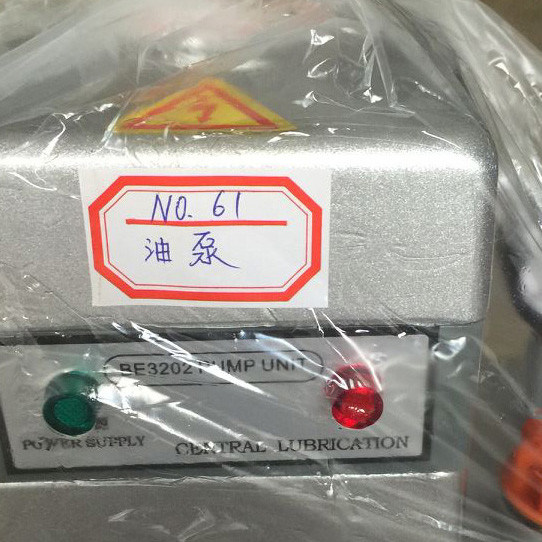 NO. 61
油泵
BE3202 PUMP UNIT
POWER SUPPLY
CENTRAL LUBRICATION